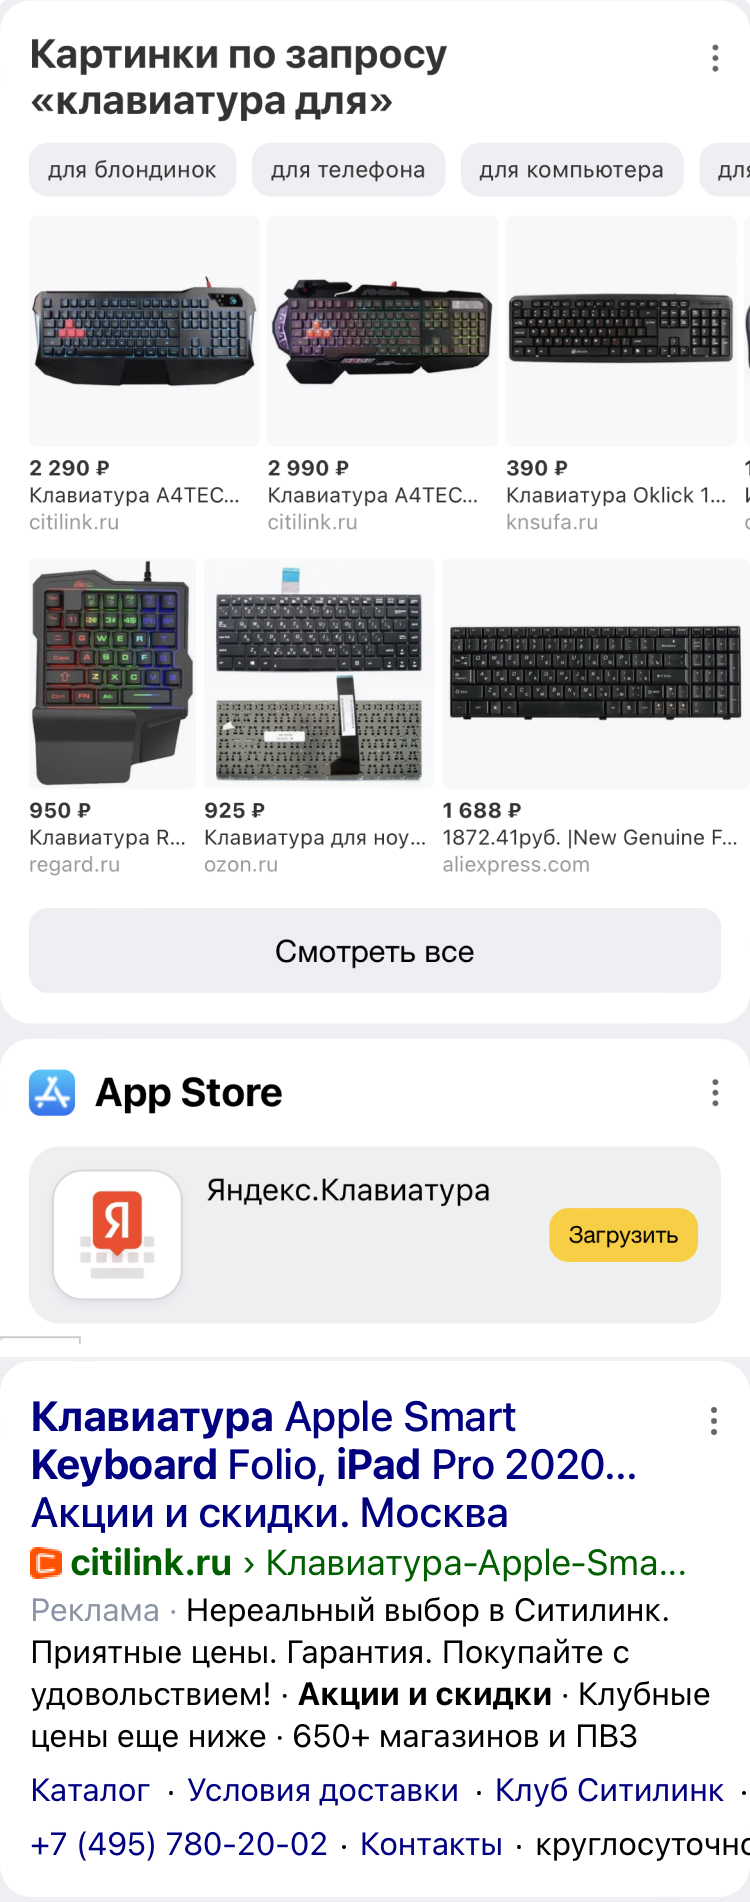 Картинки по запросу
«клавиатура для»
для блондинок
для телефона
для компьютера
2 290 ₽
2 990 ₽
390 ₽
Клавиатура A4TEC...
Клавиатура A4TEC...
Клавиатура Oklick 1...
citilink.ru
citilink.ru
knsufa.ru
950 ₽
925 ₽
1 688 ₽
Клавиатура R...
Клавиатура для ноу...
1872.41руб. |New Genuine F...
regard.ru
ozon.ru
aliexpress.com
Смотреть все
App Store
Я
Яндекс.Клавиатура
Загрузить
Клавиатура Apple Smart
Keyboard Folio, iPad Pro 2020...
Акции и скидки. Москва
citilink.ru › Клавиатура-Apple-Sma...
Реклама · Нереальный выбор в Ситилинк.
Приятные цены. Гарантия. Покупайте с
удовольствием! · Акции и скидки · Клубные
цены еще ниже · 650+ магазинов и ПВЗ
Каталог · Условия доставки · Клуб Ситилинк ·
+7 (495) 780-20-02 · Контакты · круглосуточно